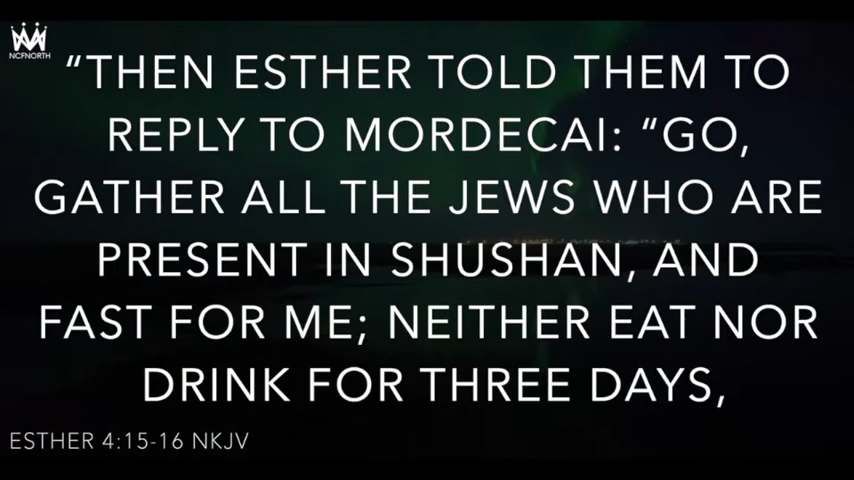 NCFNORTH
“THEN ESTHER TOLD THEM TO
REPLY TO MORDECAI: “GO,
GATHER ALL THE JEWS WHO ARE
PRESENT IN SHUSHAN, AND
FAST FOR ME; NEITHER EAT NOR
DRINK FOR THREE DAYS,
ESTHER 4:15-16 NKJV